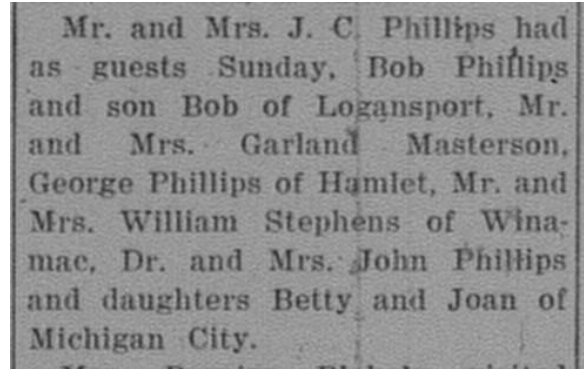 Mr. and Mrs. J. C. Phillips had
as guests Sunday, Bob Phillips
and son Bob of Logansport, Mr.
and Mrs. Garland Masterson,
George Phillips of Hamlet, Mr. and
Mrs. William Stephens of Wina-
mac, Dr. and Mrs. John Phillips
and daughters Betty and Joan of
Michigan City.